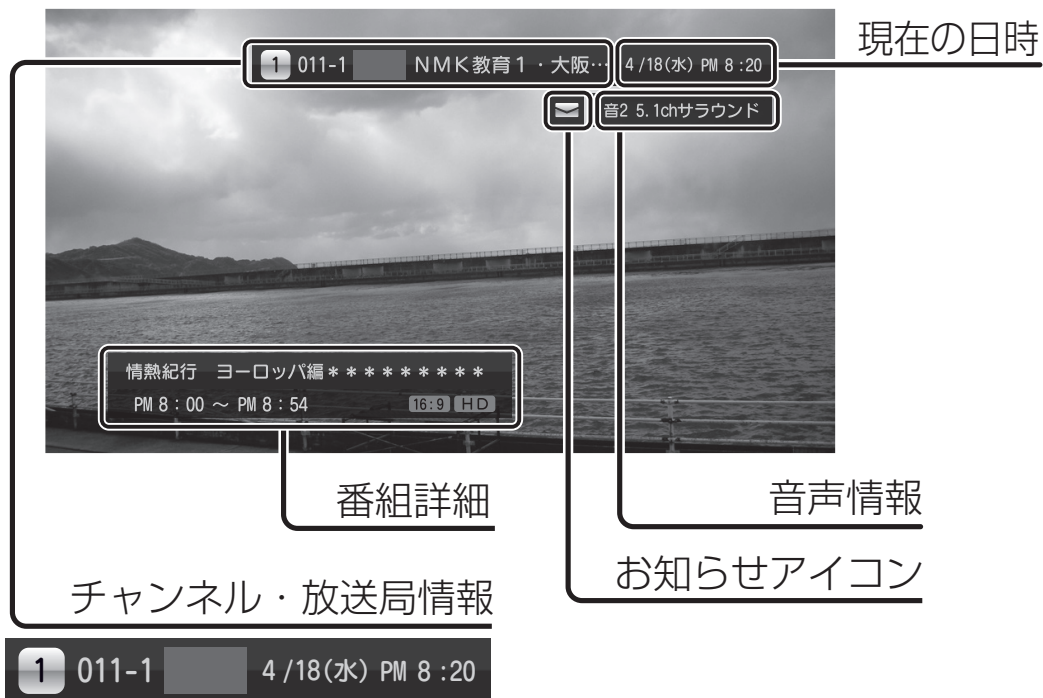 現在の日時
1 011-1 NMK教育1・大阪… 4/18(水) PM 8:20
音2 5.1chサラウンド
情熱紀行 ヨーロッパ編*********
PM 8:00 ～ PM 8:54 16:9 HD
番組詳細
音声情報
お知らせアイコン
チャンネル・放送局情報
1 011-1 4/18(水) PM 8:20